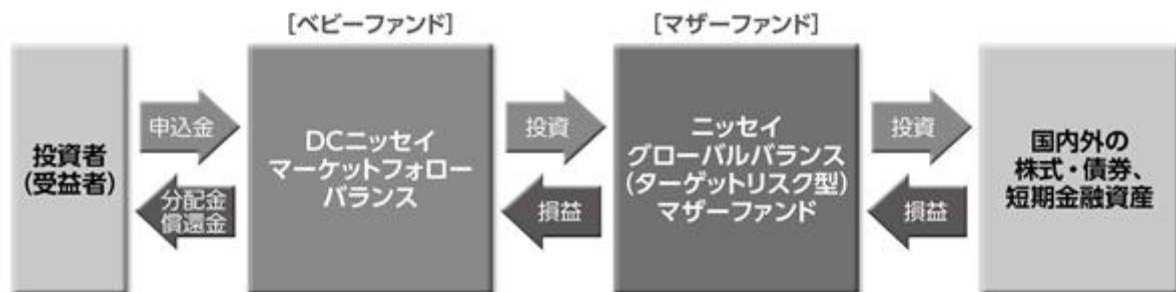 [ベビーファンド]
[マザーファンド]
投資者
(受益者)
申込金
分配金
償還金
DCニッセイ
マーケットフォロー
バランス
投資
損益
ニッセイ
グローバルバランス
(ターゲットリスク型)
マザーファンド
投資
損益
国内外の
株式・債券、
短期金融資産